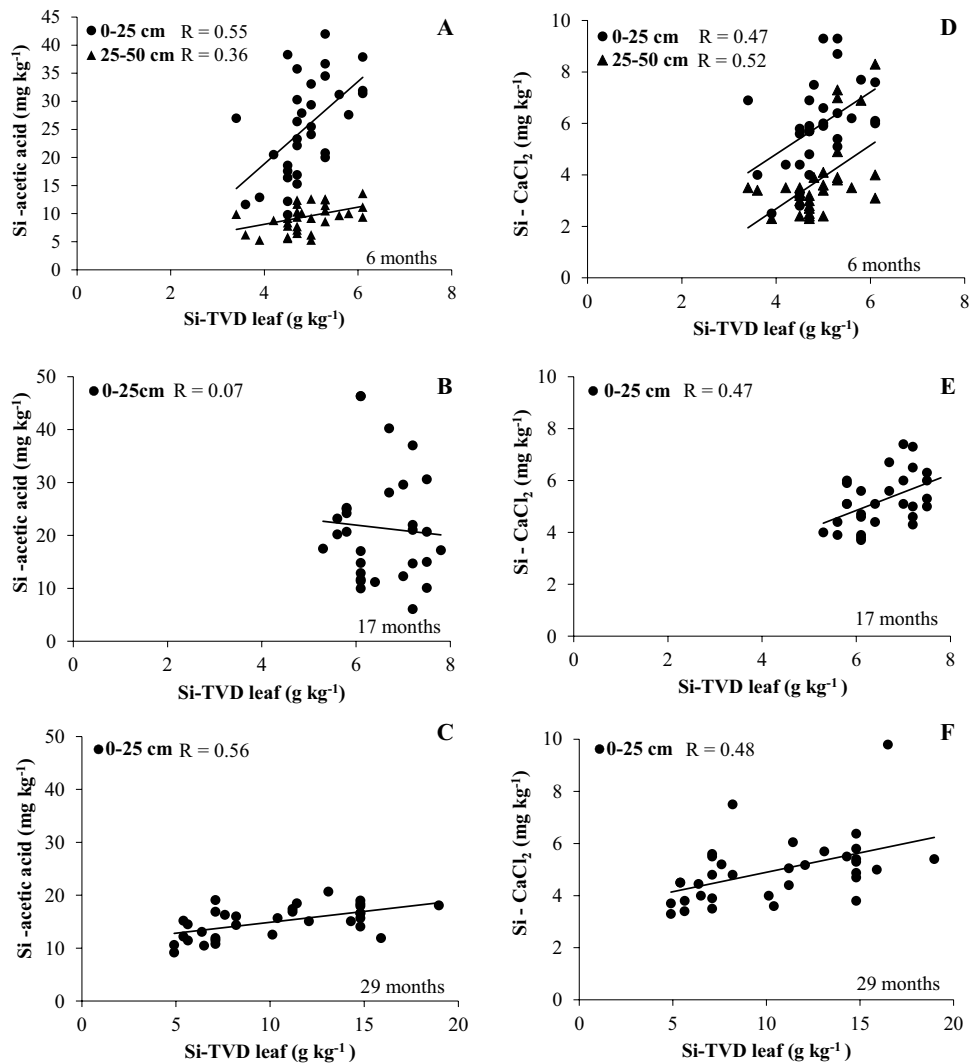 A
● 0-25 cm R = 0.55
▲ 25-50 cm R = 0.36
Si -acetic acid (mg kg⁻¹)
45
40
35
30
25
20
15
10
5
0
6 months
0 2 4 6 8
Si-TVD leaf (g kg⁻¹)
D
● 0-25 cm R = 0.47
▲ 25-50 cm R = 0.52
Si - CaCl₂ (mg kg⁻¹)
10
8
6
4
2
0
6 months
0 2 4 6 8
Si-TVD leaf (g kg⁻¹)
B
● 0-25cm R = 0.07
Si -acetic acid (mg kg⁻¹)
50
40
30
20
10
0
17 months
0 2 4 6 8
Si-TVD leaf (g kg⁻¹)
E
● 0-25 cm R = 0.47
Si - CaCl₂ (mg kg⁻¹)
10
8
6
4
2
0
17 months
0 2 4 6 8
Si-TVD leaf (g kg⁻¹)
C
● 0-25 cm R = 0.56
Si -acetic acid (mg kg⁻¹)
50
40
30
20
10
0
29 months
0 5 10 15 20
Si-TVD leaf (g kg⁻¹)
F
● 0-25 cm R = 0.48
Si - CaCl₂ (mg kg⁻¹)
10
8
6
4
2
0
29 months
0 5 10 15 20
Si-TVD leaf (g kg⁻¹)